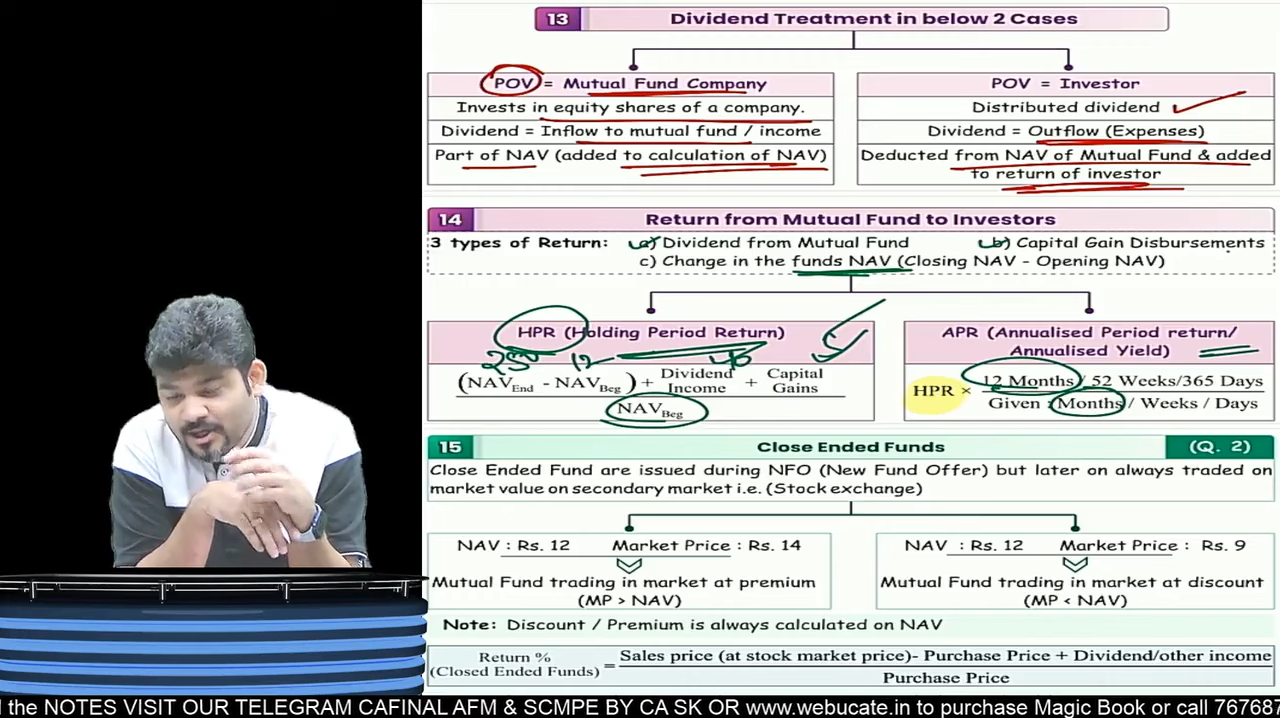 13 Dividend Treatment in below 2 Cases
POV = Mutual Fund Company
Invests in equity shares of a company.
Dividend = Inflow to mutual fund / income
Part of NAV (added to calculation of NAV)
POV = Investor
Distributed dividend
Dividend = Outflow (Expenses)
Deducted from NAV of Mutual Fund & added
to return of investor
14 Return from Mutual Fund to Investors
3 types of Return: a) Dividend from Mutual Fund b) Capital Gain Disbursements
c) Change in the funds NAV (Closing NAV - Opening NAV)
HPR (Holding Period Return)
(NAV_End - NAV_Beg) + Dividend Income + Capital Gains
NAV_Beg
APR (Annualised Period return/
Annualised Yield)
HPR × 12 Months / 52 Weeks/365 Days
Given : Months / Weeks / Days
15 Close Ended Funds (Q. 2)
Close Ended Fund are issued during NFO (New Fund Offer) but later on always traded on
market value on secondary market i.e. (Stock exchange)
NAV : Rs. 12 Market Price : Rs. 14
Mutual Fund trading in market at premium
(MP > NAV)
NAV : Rs. 12 Market Price : Rs. 9
Mutual Fund trading in market at discount
(MP < NAV)
Note: Discount / Premium is always calculated on NAV
Return %
(Closed Ended Funds) = Sales price (at stock market price)- Purchase Price + Dividend/other income
Purchase Price
the NOTES VISIT OUR TELEGRAM CAFINAL AFM & SCMPE BY CA SK OR www.webucate.in to purchase Magic Book or call 767687